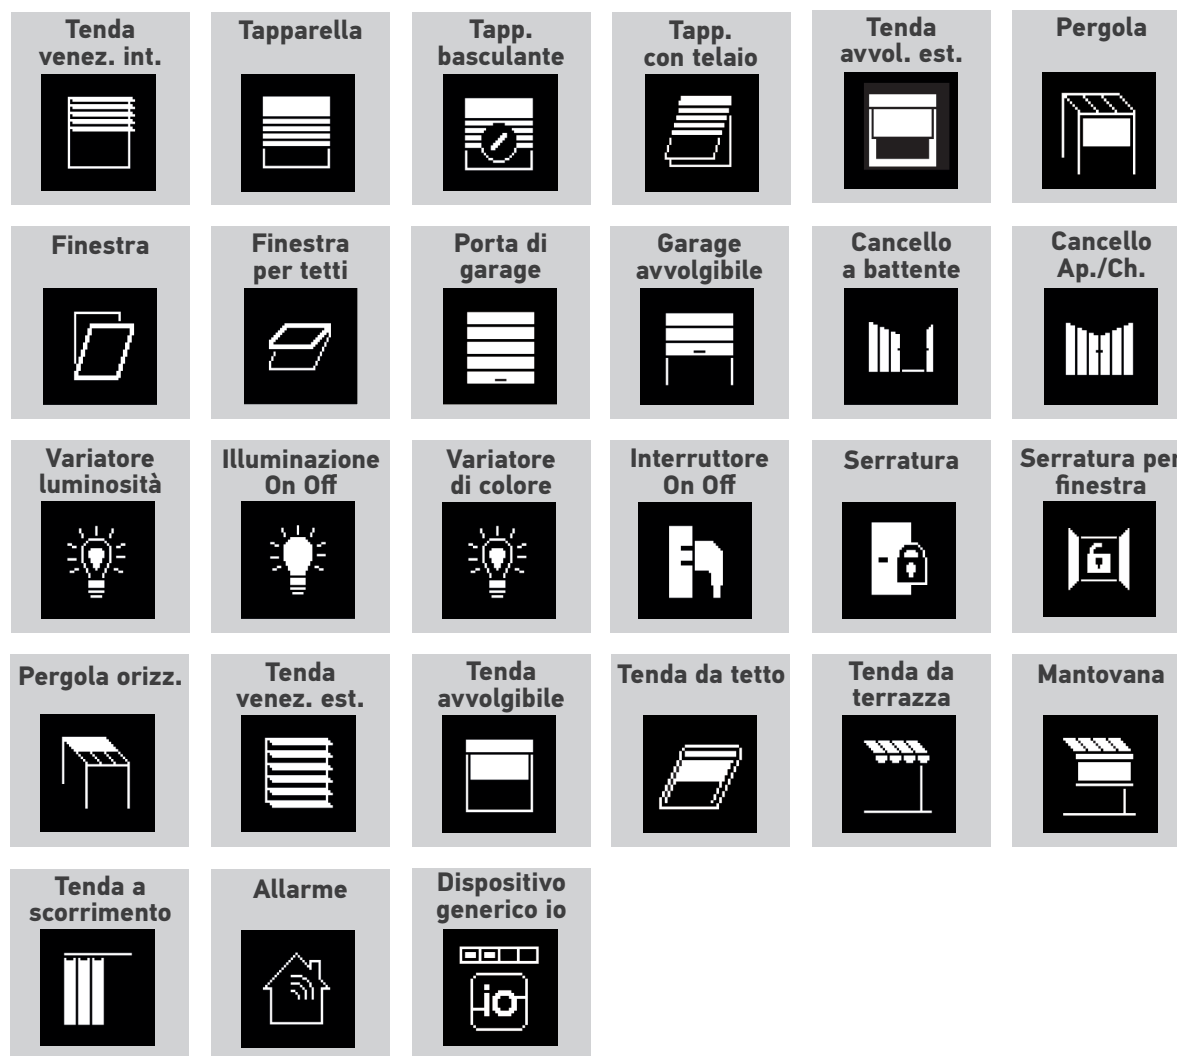 Tenda
venez. int.
Tapparella
Tapp.
basculante
Tapp.
con telaio
Tenda
avvol. est.
Pergola
Finestra
Finestra
per tetti
Porta di
garage
Garage
avvolgibile
Cancello
a battente
Cancello
Ap./Ch.
Variatore
luminosità
Illuminazione
On Off
Variatore
di colore
Interruttore
On Off
Serratura
Serratura per
finestra
Pergola orizz.
Tenda
venez. est.
Tenda
avvolgibile
Tenda da tetto
Tenda da
terrazza
Mantovana
Tenda a
scorrimento
Allarme
Dispositivo
generico io
io